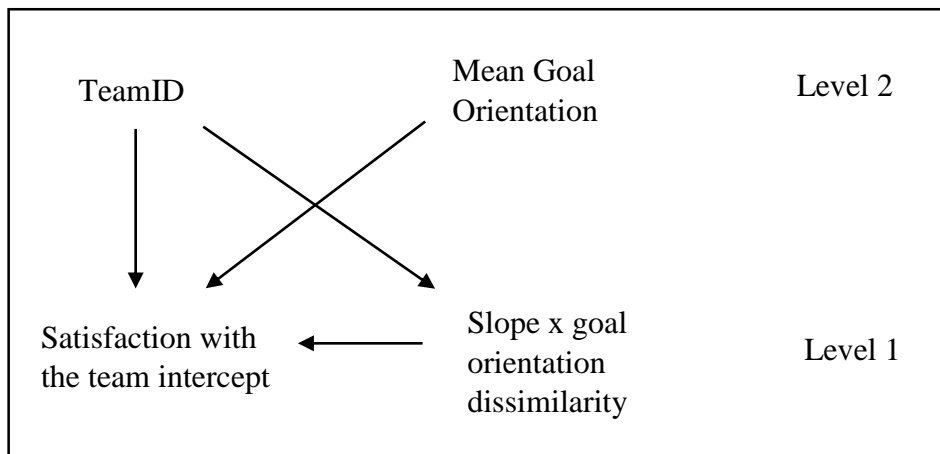 TeamID
Mean Goal
Orientation
Level 2
Satisfaction with
the team intercept
Slope x goal
orientation
dissimilarity
Level 1